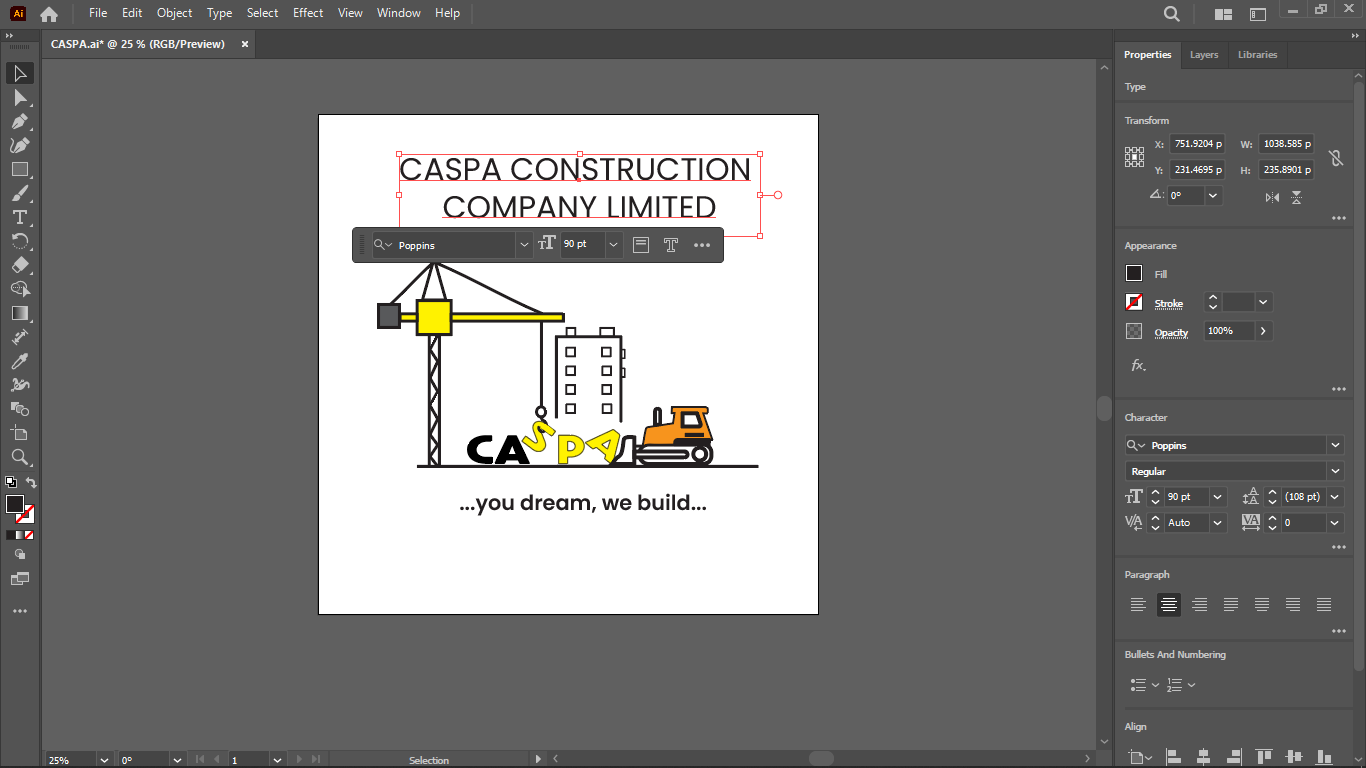 Ai File Edit Object Type Select Effect View Window Help
CASPA.ai* @ 25 % (RGB/Preview) ×
Properties Layers Libraries
Type
Transform
X: 751.9204 p W: 1038.585 p
Y: 231.4695 p H: 235.8901 p
0°
Appearance
Fill
Stroke
Opacity 100%
fx.
Character
Poppins
Regular
90 pt (108 pt)
Auto 0
Paragraph
Bullets And Numbering
Align
CASPA CONSTRUCTION
COMPANY LIMITED
Poppins 90 pt
CASPA
...you dream, we build...
25% 0° 1 Selection